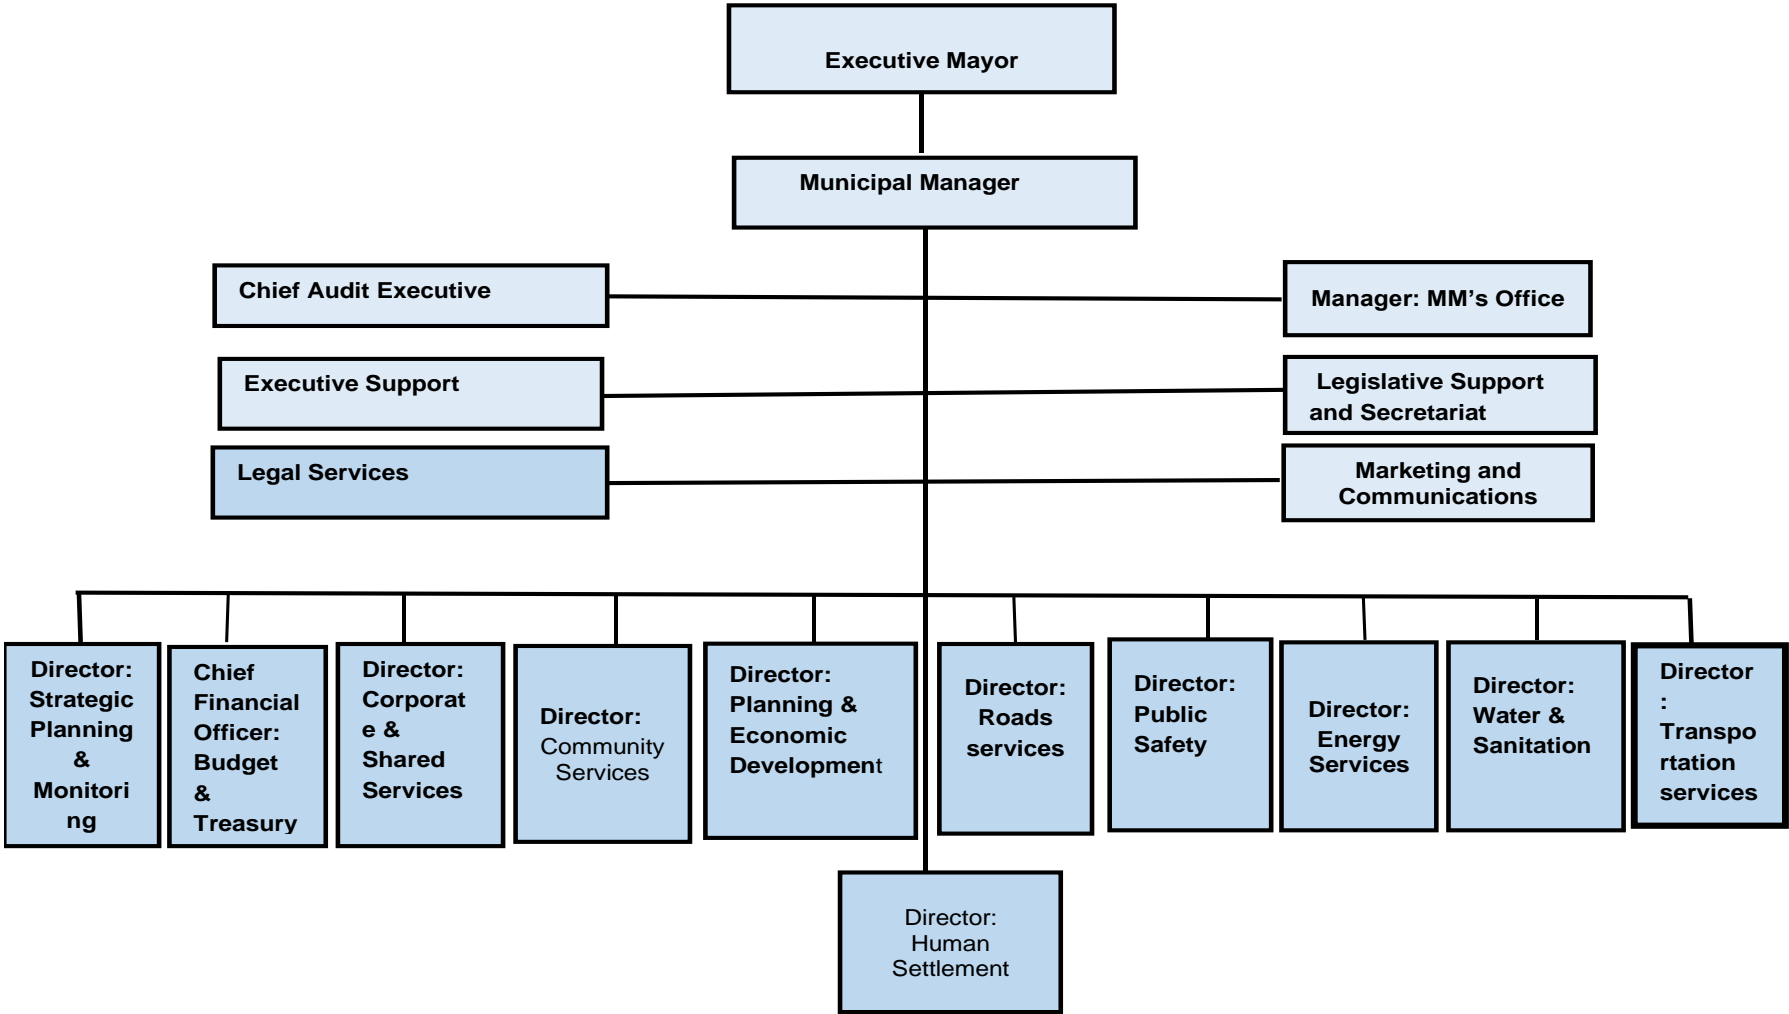 Executive Mayor
Municipal Manager
Chief Audit Executive
Manager: MM’s Office
Executive Support
Legislative Support
and Secretariat
Legal Services
Marketing and
Communications
Director:
Strategic
Planning
&
Monitori
ng
Chief
Financial
Officer:
Budget
&
Treasury
Director:
Corporat
e &
Shared
Services
Director:
Community
Services
Director:
Planning &
Economic
Development
Director:
Roads
services
Director:
Public
Safety
Director:
Energy
Services
Director:
Water &
Sanitation
Director
:
Transpo
rtation
services
Director:
Human
Settlement